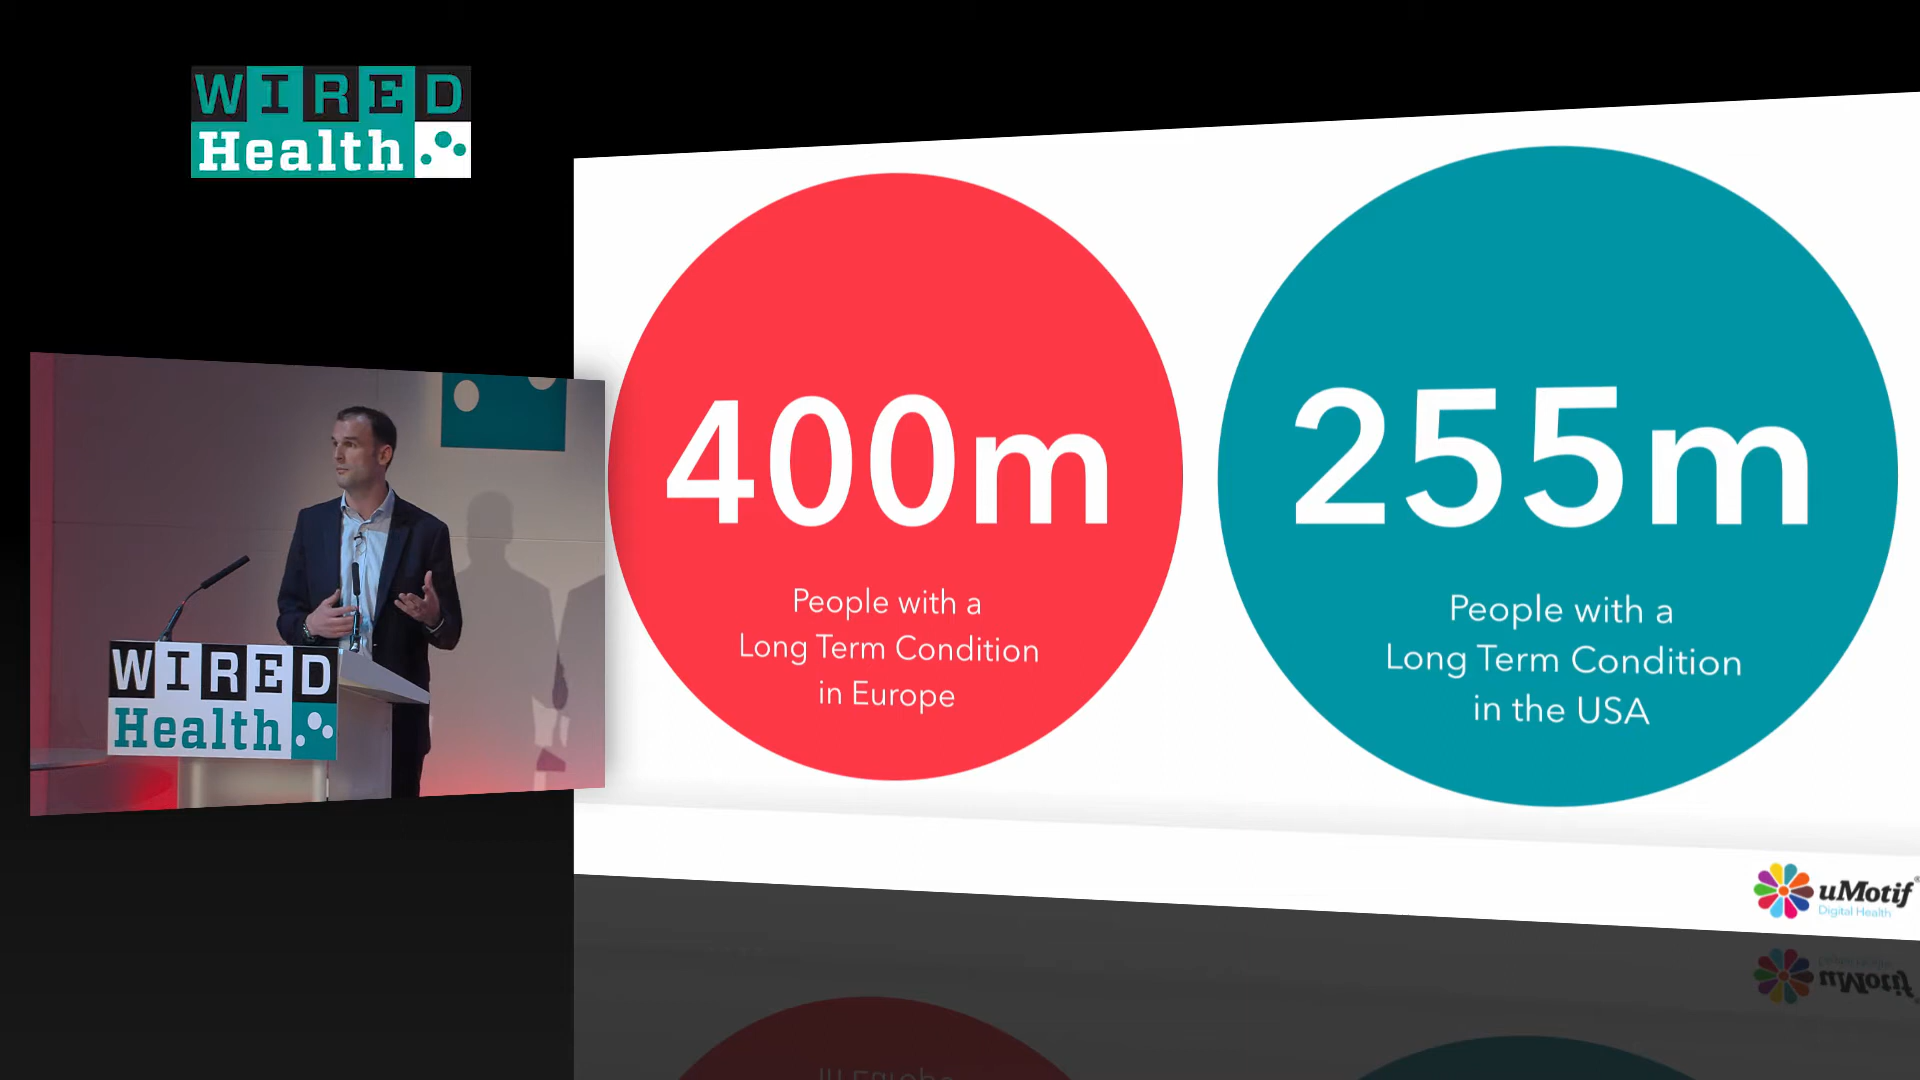 WIRED
Health
WIRED
Health
400m
People with a
Long Term Condition
in Europe
255m
People with a
Long Term Condition
in the USA
uMotif
Digital Health